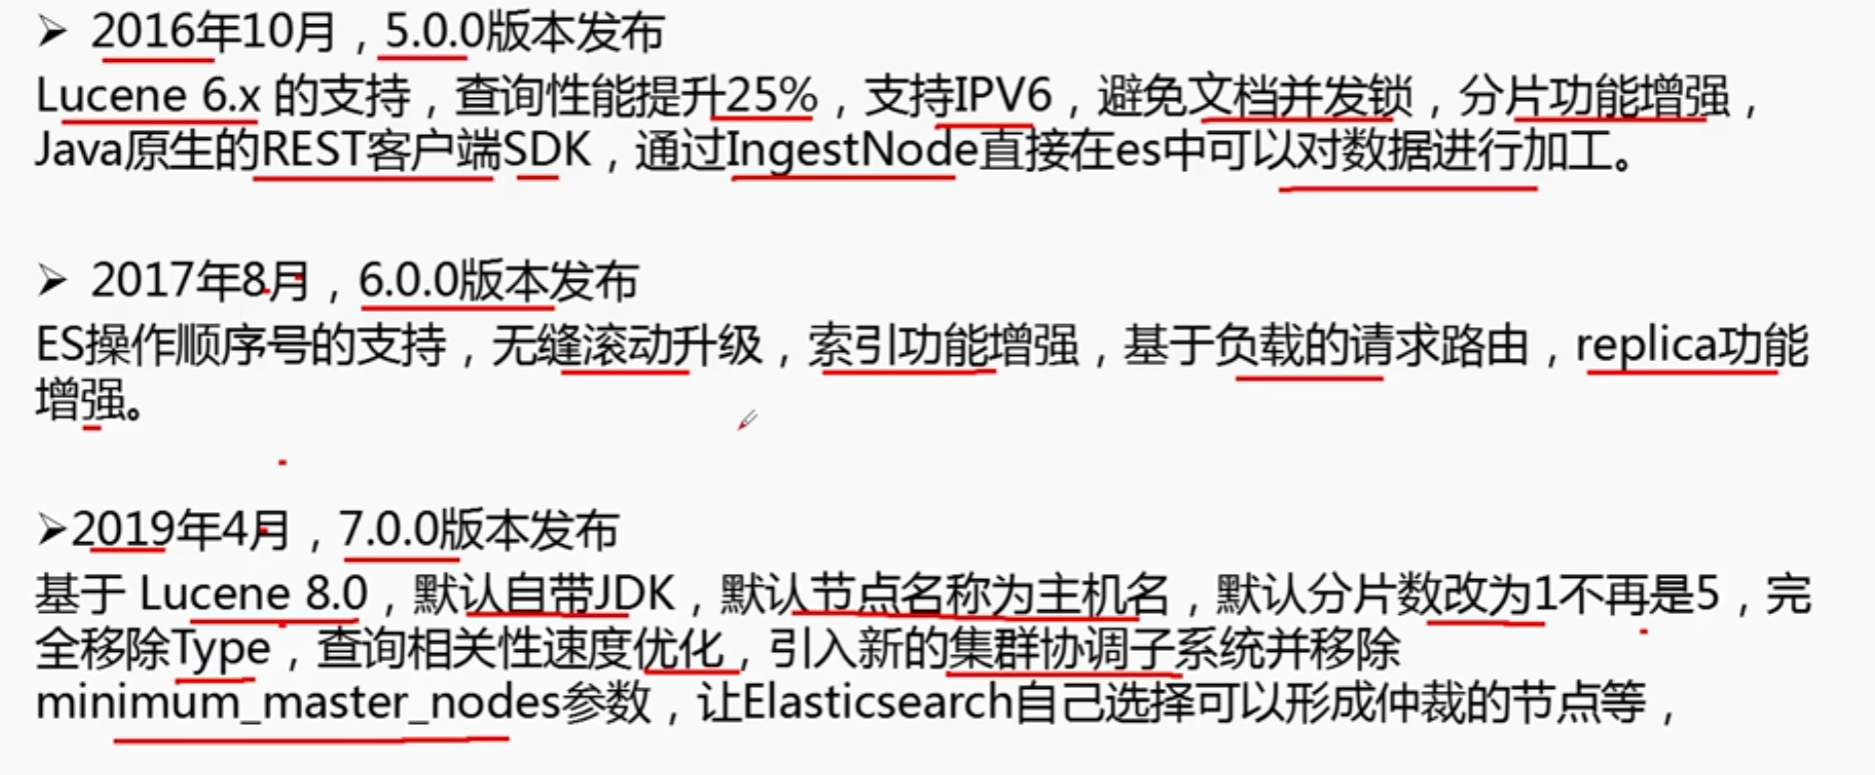 ➢ 2016年10月，5.0.0版本发布
Lucene 6.x 的支持，查询性能提升25%，支持IPV6，避免文档并发锁，分片功能增强，
Java原生的REST客户端SDK，通过IngestNode直接在es中可以对数据进行加工。
➢ 2017年8月，6.0.0版本发布
ES操作顺序号的支持，无缝滚动升级，索引功能增强，基于负载的请求路由，replica功能
增强。
➢2019年4月，7.0.0版本发布
基于 Lucene 8.0，默认自带JDK，默认节点名称为主机名，默认分片数改为1不再是5，完
全移除Type，查询相关性速度优化，引入新的集群协调子系统并移除
minimum_master_nodes参数，让Elasticsearch自己选择可以形成仲裁的节点等，